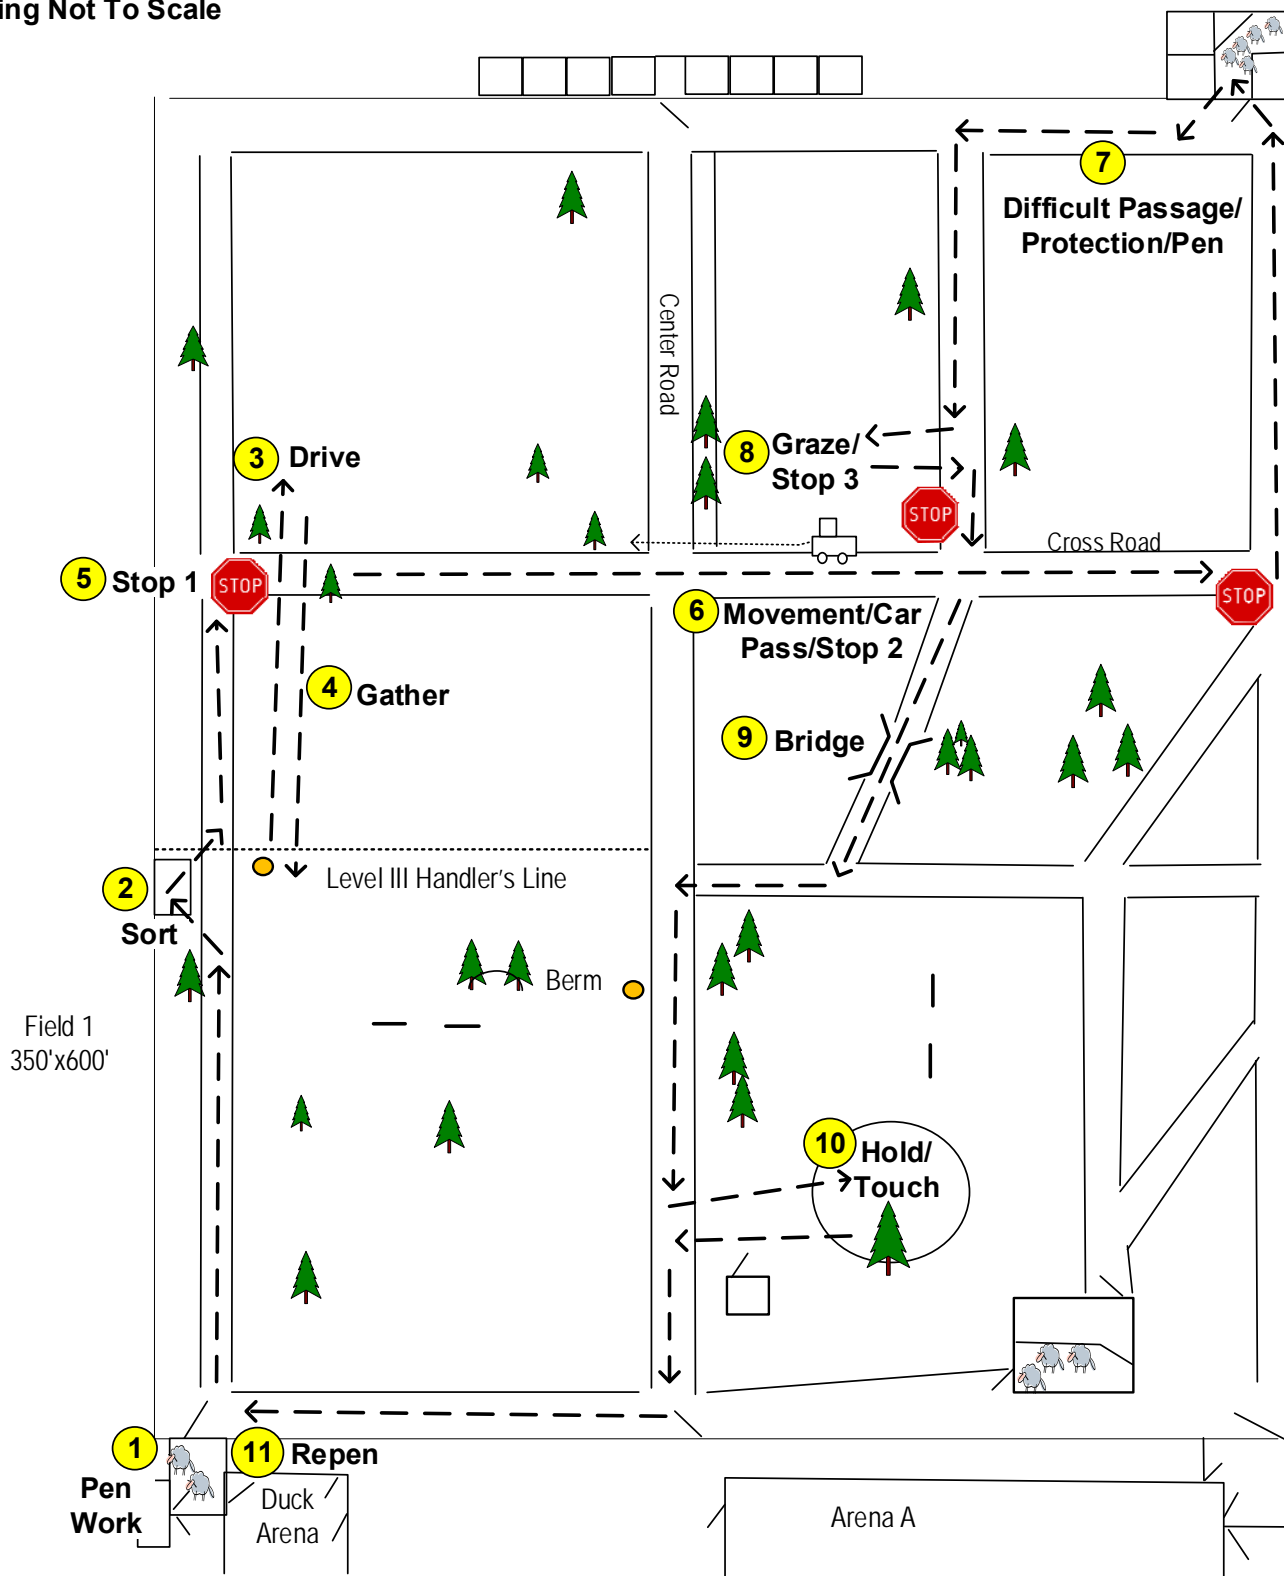 ing Not To Scale
7
Difficult Passage/
Protection/Pen
Center Road
3 Drive
8 Graze/
Stop 3
STOP
Cross Road
5 Stop 1 STOP
STOP
6 Movement/Car
Pass/Stop 2
4 Gather
9 Bridge
2
Sort
Level III Handler's Line
Berm
Field 1
350'x600'
10 Hold/
Touch
1
Pen
Work
11 Repen
Duck
Arena
Arena A